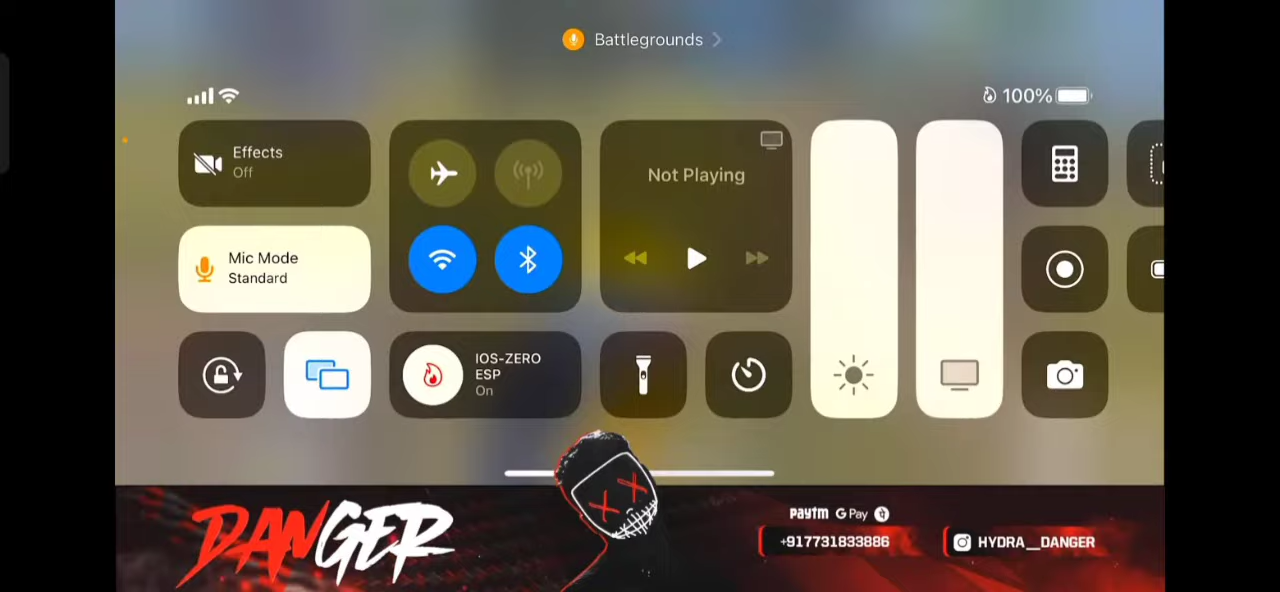 Battlegrounds
100%
Effects
Off
Not Playing
Mic Mode
Standard
IOS-ZERO
ESP
On
DANGER
Paytm G Pay पे
+917731833886
HYDRA__DANGER